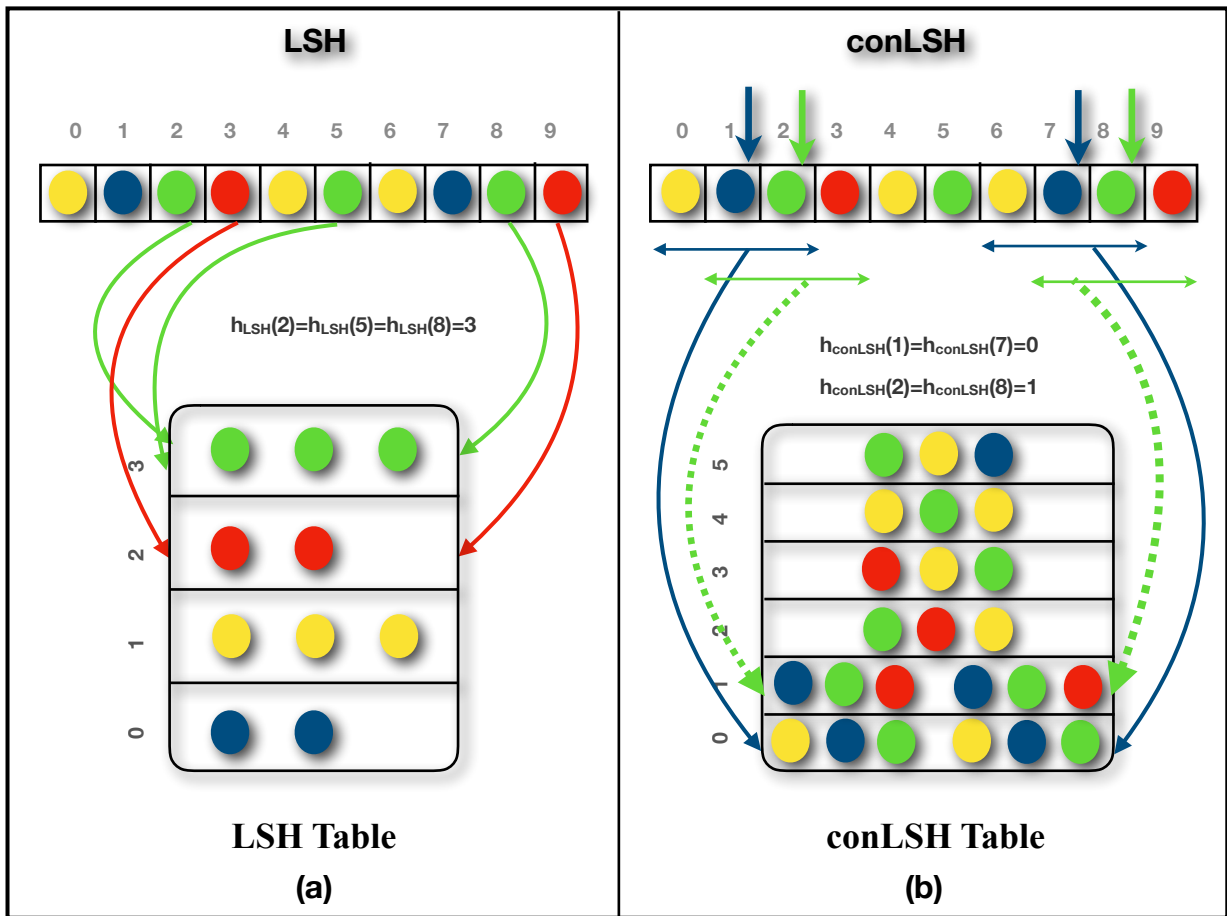 LSH
0 1 2 3 4 5 6 7 8 9
hLSH(2)=hLSH(5)=hLSH(8)=3
3
2
1
0
LSH Table
(a)
conLSH
0 1 2 3 4 5 6 7 8 9
hconLSH(1)=hconLSH(7)=0
hconLSH(2)=hconLSH(8)=1
5
4
3
2
1
0
conLSH Table
(b)